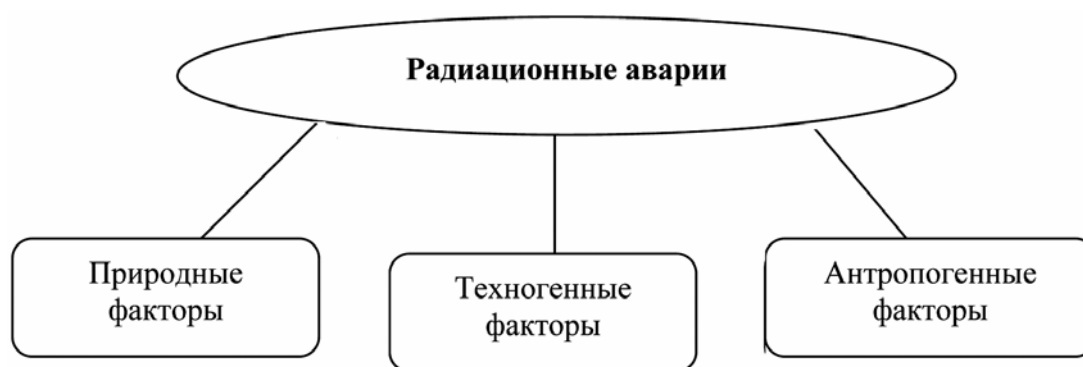 Радиационные аварии
Природные
факторы
Техногенные
факторы
Антропогенные
факторы